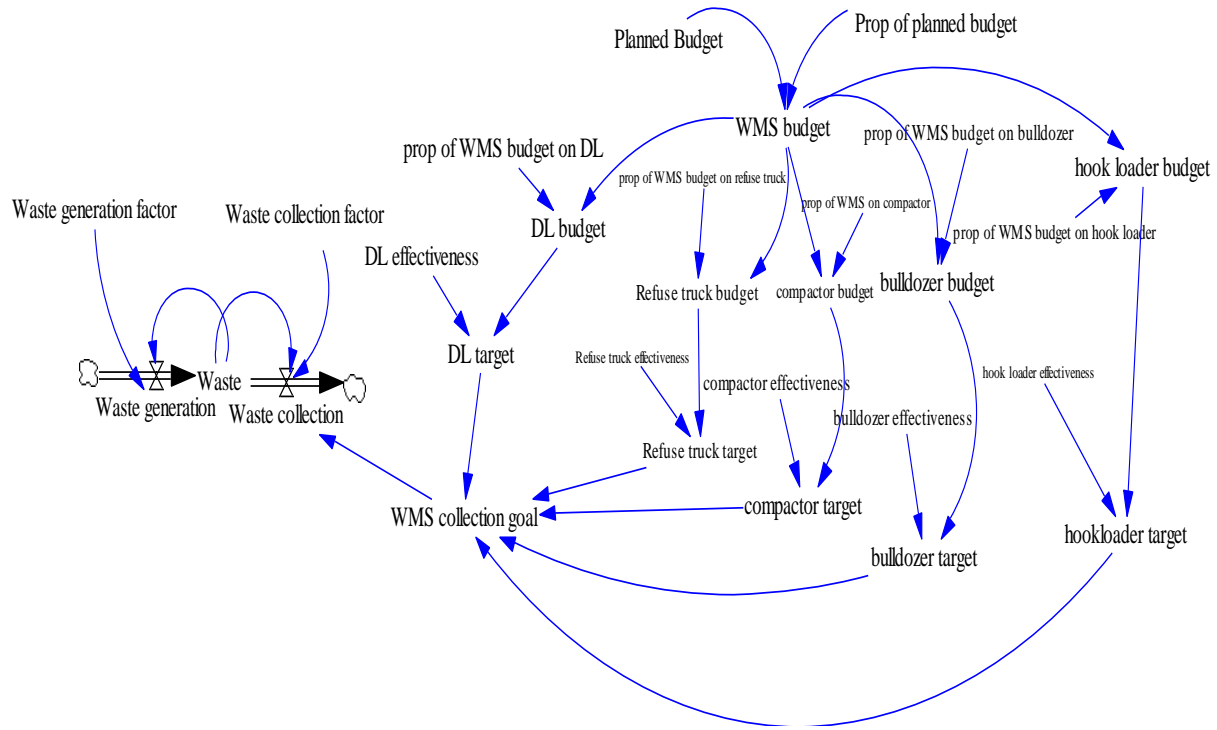 Prop of planned budget
Planned Budget
WMS budget
prop of WMS budget on bulldozer
prop of WMS budget on DL
hook loader budget
prop of WMS budget on refuse truck
prop of WMS on compactor
Waste generation factor
Waste collection factor
DL budget
prop of WMS budget on hook loader
DL effectiveness
bulldozer budget
Refuse truck budget
compactor budget
DL target
Refuse truck effectiveness
hook loader effectiveness
Waste
compactor effectiveness
Waste generation
Waste collection
bulldozer effectiveness
Refuse truck target
compactor target
WMS collection goal
hookloader target
bulldozer target